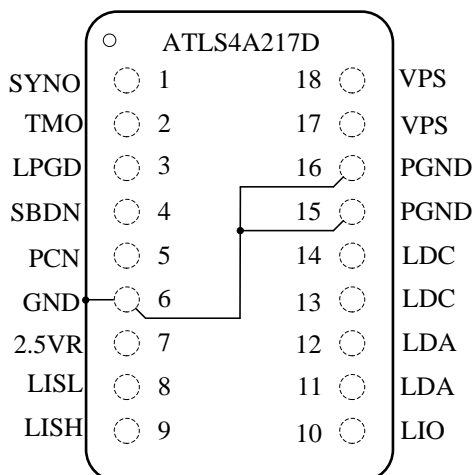 ATLS4A217D
SYNO 1 18 VPS
TMO 2 17 VPS
LPGD 3 16 PGND
SBDN 4 15 PGND
PCN 5 14 LDC
GND 6 13 LDC
2.5VR 7 12 LDA
LISL 8 11 LDA
LISH 9 10 LIO